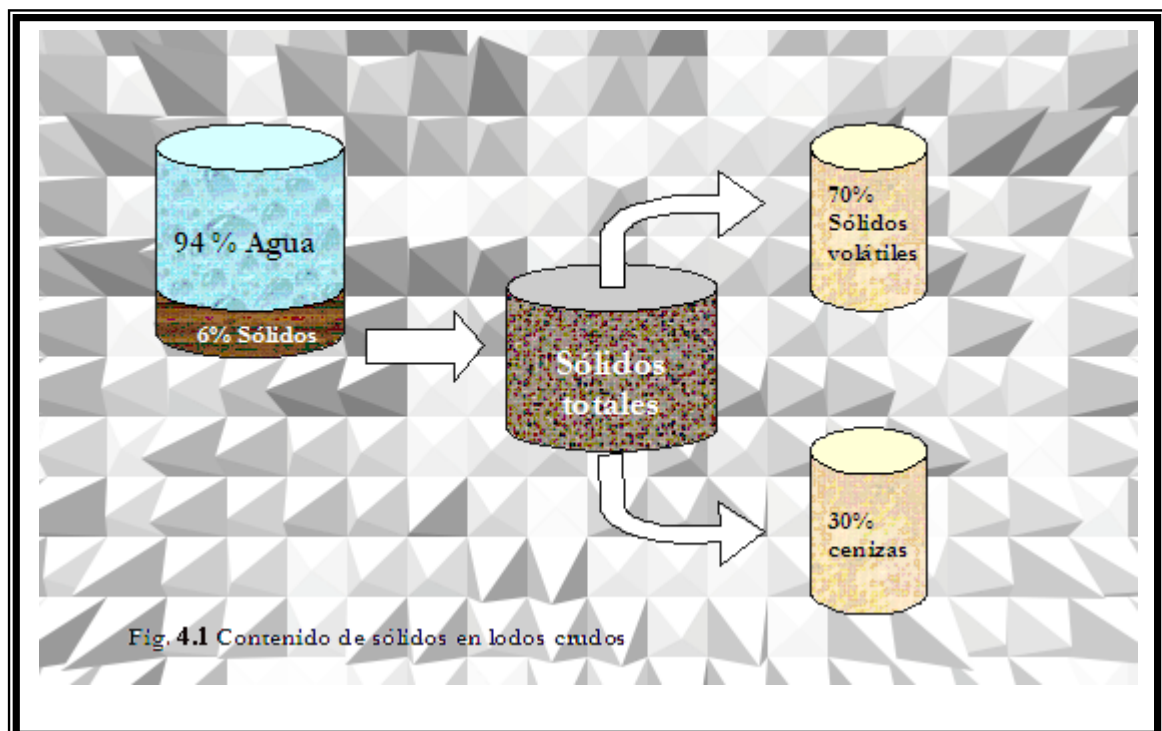 94 % Agua
6% Sólidos
Sólidos
totales
70%
Sólidos
volátiles
30%
cenizas
Fig. 4.1 Contenido de sólidos en lodos crudos